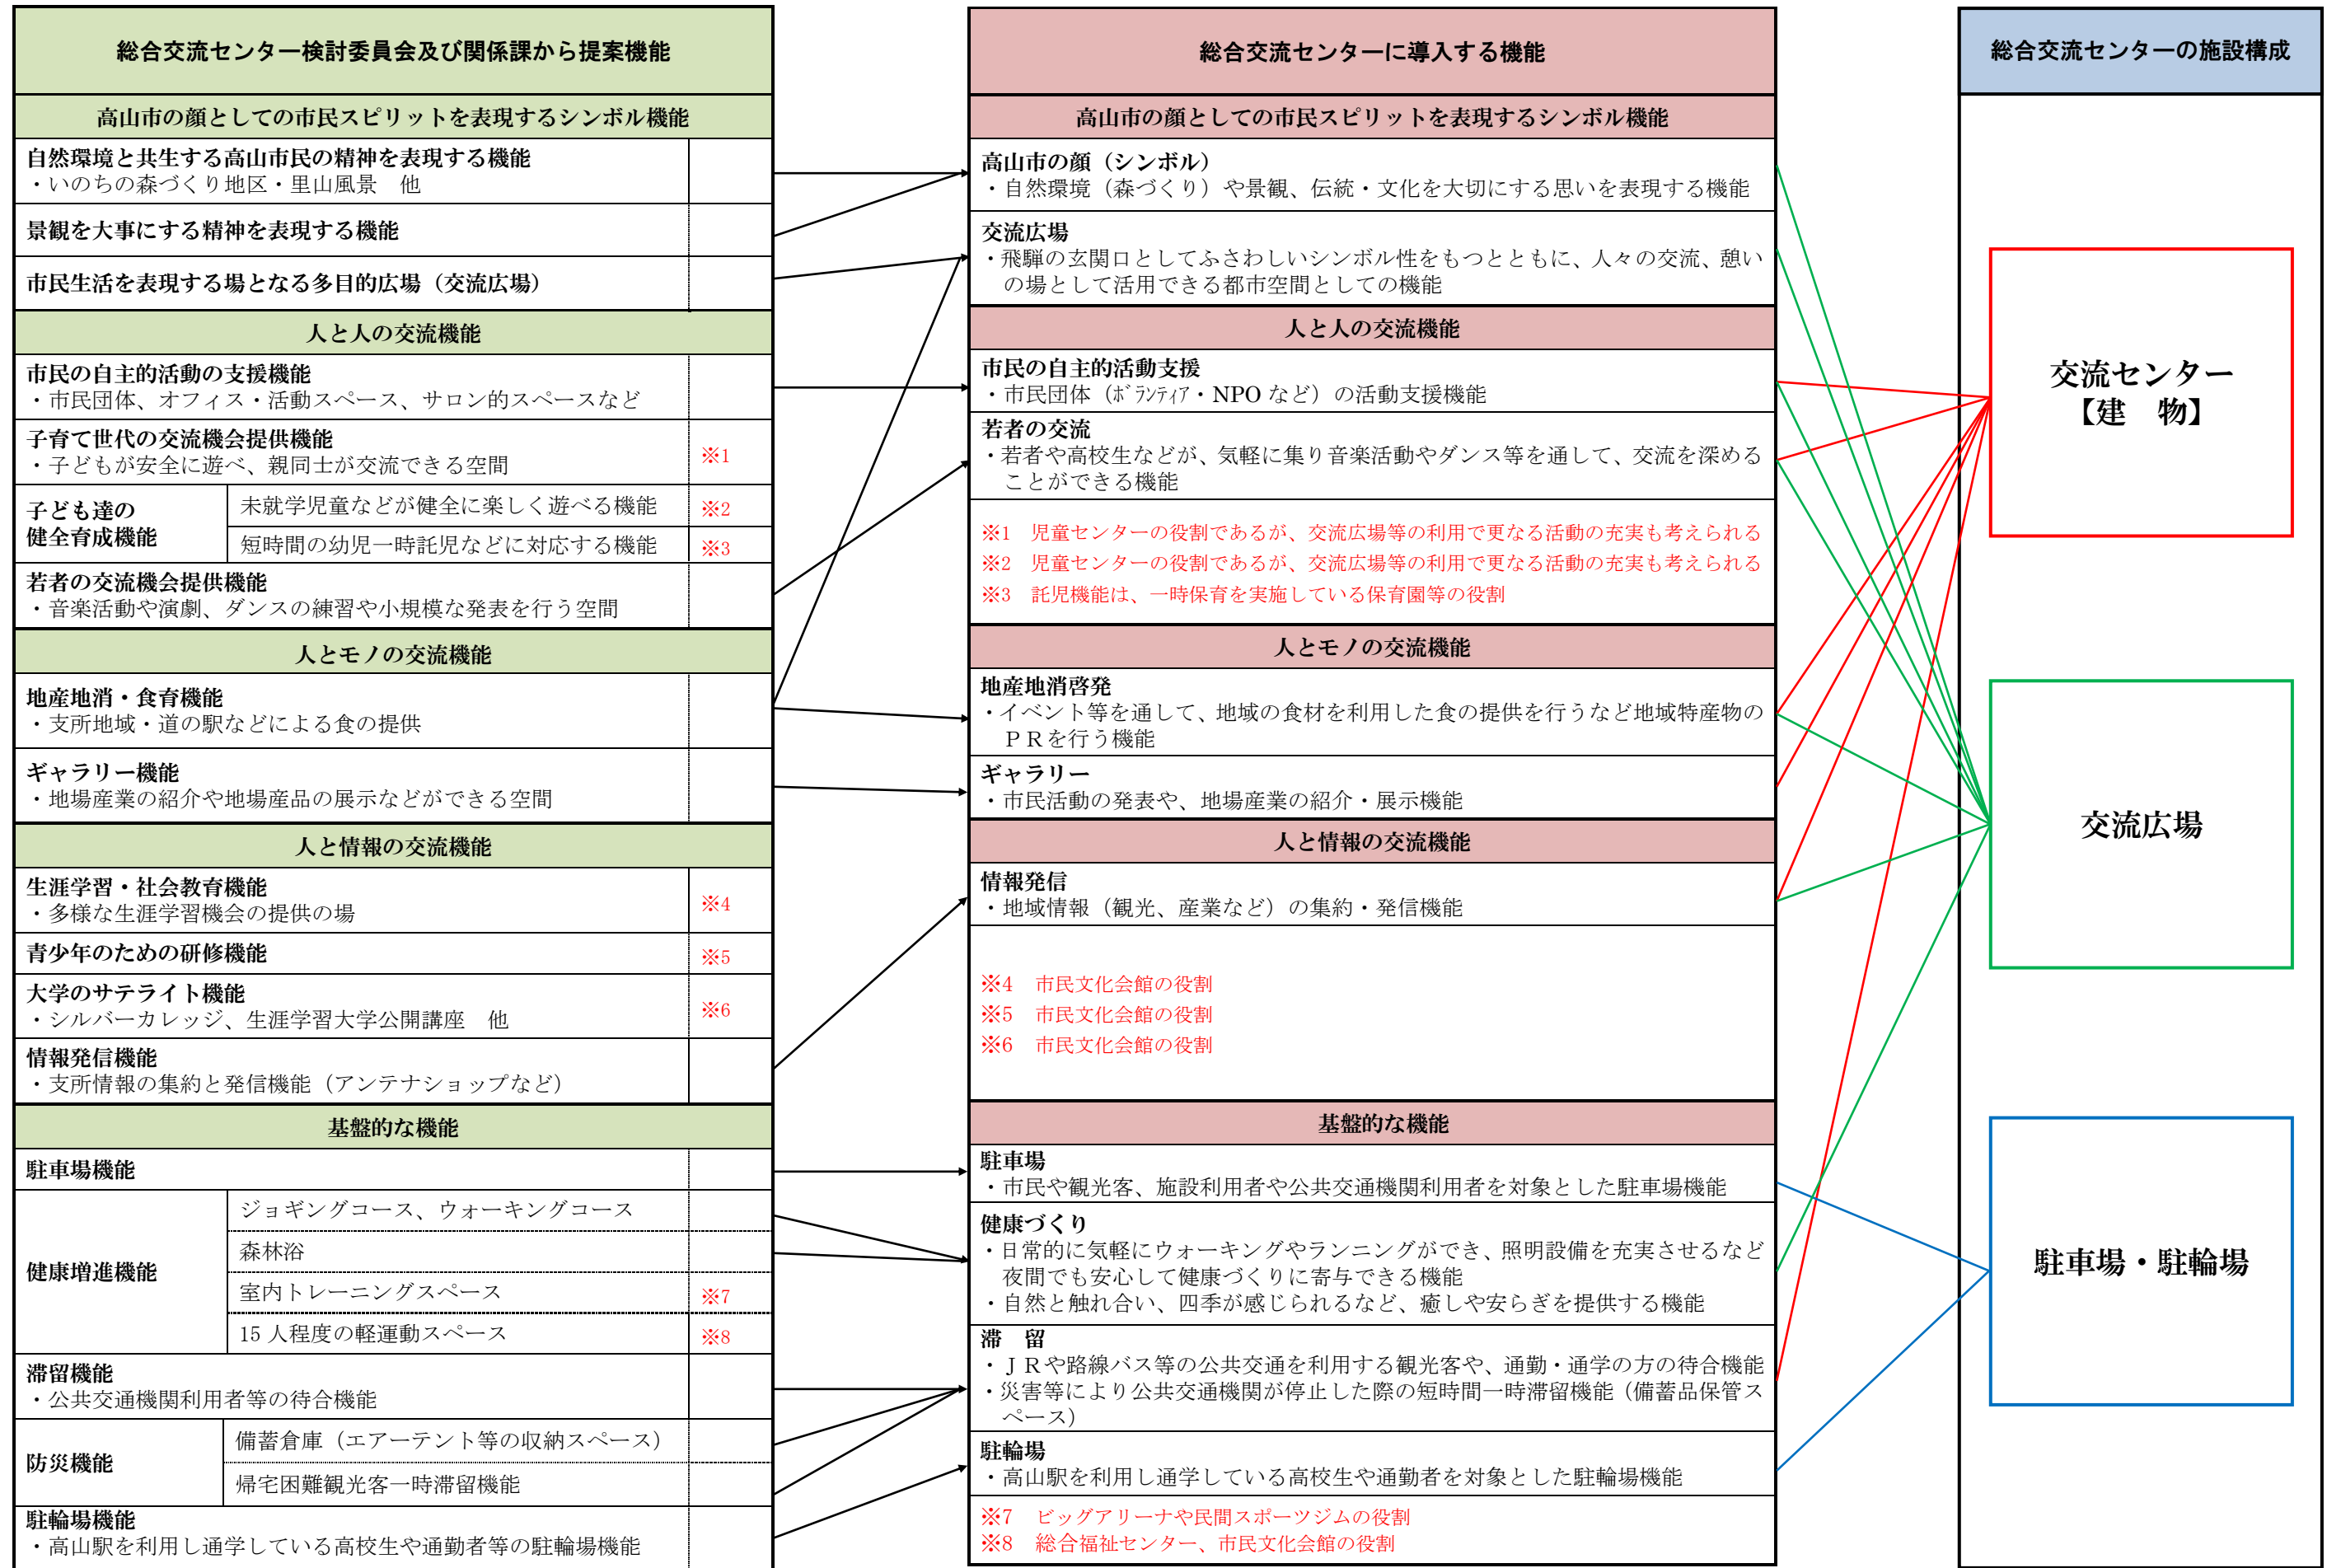 総合交流センター検討委員会及び関係課から提案機能
高山市の顔としての市民スピリットを表現するシンボル機能
自然環境と共生する高山市民の精神を表現する機能
・いのちの森づくり地区・里山風景　他
景観を大事にする精神を表現する機能
市民生活を表現する場となる多目的広場（交流広場）
人と人の交流機能
市民の自主的活動の支援機能
・市民団体、オフィス・活動スペース、サロン的スペースなど
子育て世代の交流機会提供機能
・子どもが安全に遊べ、親同士が交流できる空間
※1
子ども達の
健全育成機能
未就学児童などが健全に楽しく遊べる機能
※2
短時間の幼児一時託児などに対応する機能
※3
若者の交流機会提供機能
・音楽活動や演劇、ダンスの練習や小規模な発表を行う空間
人とモノの交流機能
地産地消・食育機能
・支所地域・道の駅などによる食の提供
ギャラリー機能
・地場産業の紹介や地場産品の展示などができる空間
人と情報の交流機能
生涯学習・社会教育機能
・多様な生涯学習機会の提供の場
※4
青少年のための研修機能
※5
大学のサテライト機能
・シルバーカレッジ、生涯学習大学公開講座　他
※6
情報発信機能
・支所情報の集約と発信機能（アンテナショップなど）
基盤的な機能
駐車場機能
健康増進機能
ジョギングコース、ウォーキングコース
森林浴
室内トレーニングスペース
※7
15 人程度の軽運動スペース
※8
滞留機能
・公共交通機関利用者等の待合機能
防災機能
備蓄倉庫（エアーテント等の収納スペース）
帰宅困難観光客一時滞留機能
駐輪場機能
・高山駅を利用し通学している高校生や通勤者等の駐輪場機能
総合交流センターに導入する機能
高山市の顔としての市民スピリットを表現するシンボル機能
高山市の顔（シンボル）
・自然環境（森づくり）や景観、伝統・文化を大切にする思いを表現する機能
交流広場
・飛騨の玄関口としてふさわしいシンボル性をもつとともに、人々の交流、憩い
の場として活用できる都市空間としての機能
人と人の交流機能
市民の自主的活動支援
・市民団体（ﾎﾞﾗﾝﾃｨｱ・NPO など）の活動支援機能
若者の交流
・若者や高校生などが、気軽に集り音楽活動やダンス等を通して、交流を深める
ことができる機能
※1　児童センターの役割であるが、交流広場等の利用で更なる活動の充実も考えられる
※2　児童センターの役割であるが、交流広場等の利用で更なる活動の充実も考えられる
※3　託児機能は、一時保育を実施している保育園等の役割
人とモノの交流機能
地産地消啓発
・イベント等を通して、地域の食材を利用した食の提供を行うなど地域特産物の
ＰＲを行う機能
ギャラリー
・市民活動の発表や、地場産業の紹介・展示機能
人と情報の交流機能
情報発信
・地域情報（観光、産業など）の集約・発信機能
※4　市民文化会館の役割
※5　市民文化会館の役割
※6　市民文化会館の役割
基盤的な機能
駐車場
・市民や観光客、施設利用者や公共交通機関利用者を対象とした駐車場機能
健康づくり
・日常的に気軽にウォーキングやランニングができ、照明設備を充実させるなど
夜間でも安心して健康づくりに寄与できる機能
・自然と触れ合い、四季が感じられるなど、癒しや安らぎを提供する機能
滞　留
・ＪＲや路線バス等の公共交通を利用する観光客や、通勤・通学の方の待合機能
・災害等により公共交通機関が停止した際の短時間一時滞留機能（備蓄品保管ス
ペース）
駐輪場
・高山駅を利用し通学している高校生や通勤者を対象とした駐輪場機能
※7　ビッグアリーナや民間スポーツジムの役割
※8　総合福祉センター、市民文化会館の役割
総合交流センターの施設構成
交流センター
【建　物】
交流広場
駐車場・駐輪場